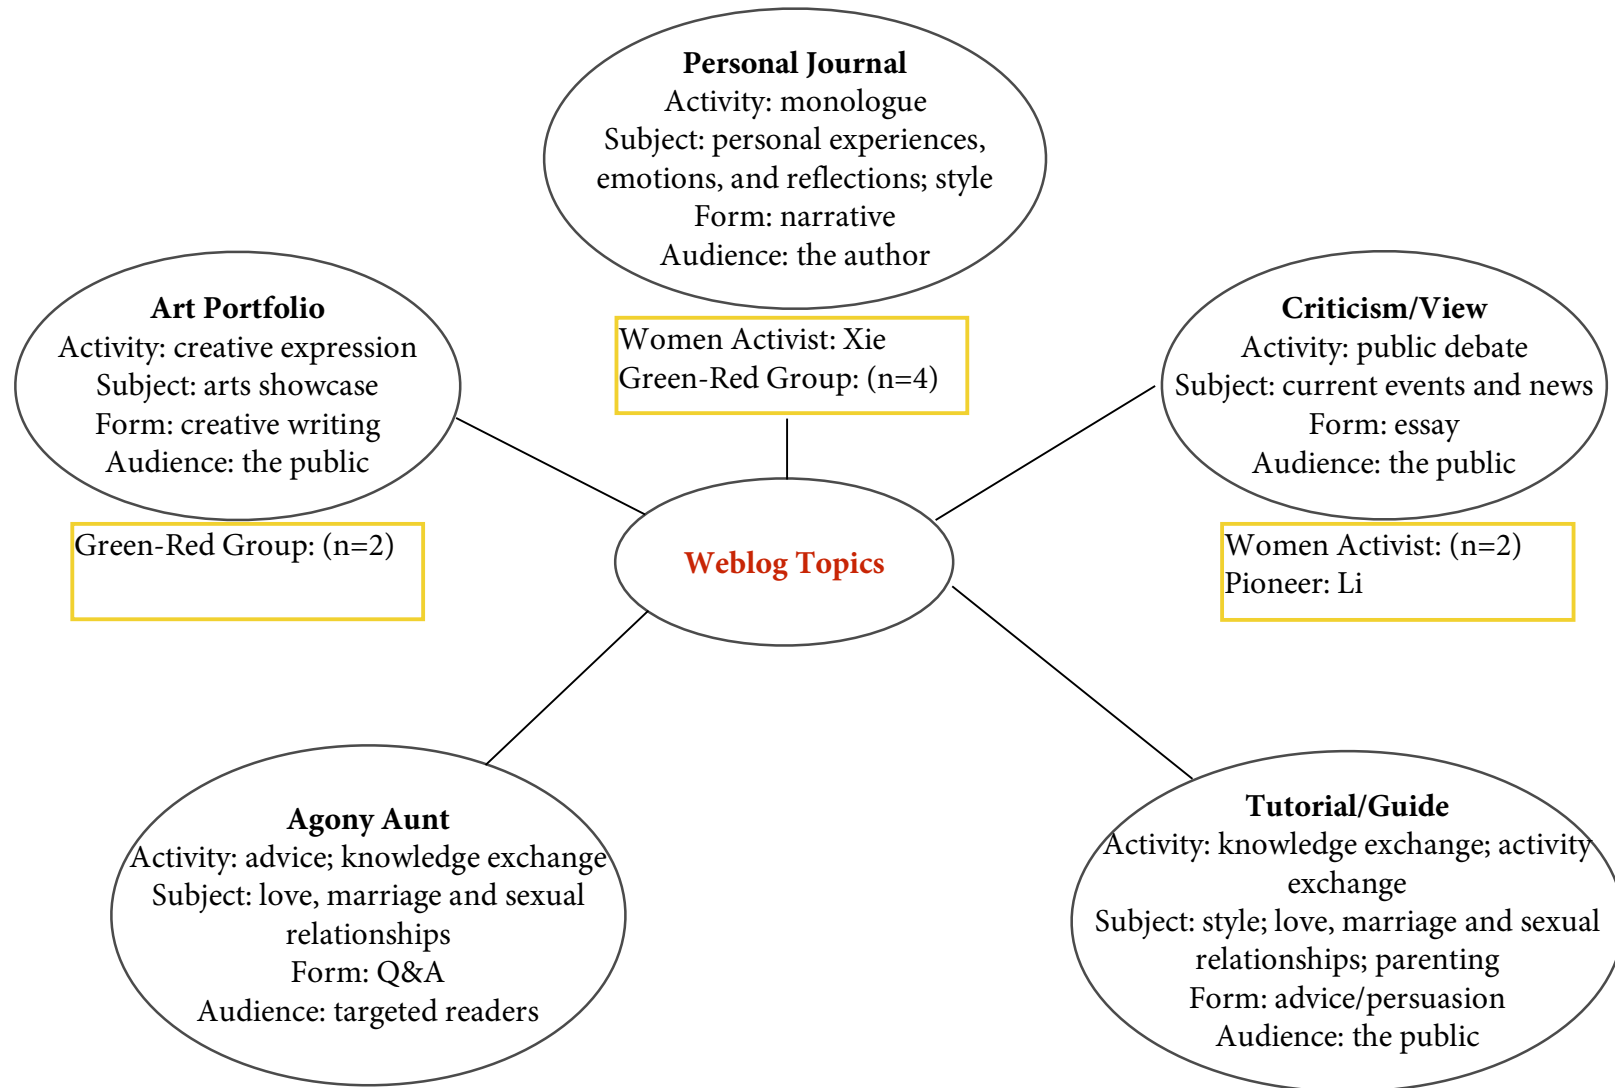 Personal Journal
Activity: monologue
Subject: personal experiences,
emotions, and reflections; style
Form: narrative
Audience: the author
Women Activist: Xie
Green-Red Group: (n=4)
Art Portfolio
Activity: creative expression
Subject: arts showcase
Form: creative writing
Audience: the public
Green-Red Group: (n=2)
Criticism/View
Activity: public debate
Subject: current events and news
Form: essay
Audience: the public
Women Activist: (n=2)
Pioneer: Li
Weblog Topics
Agony Aunt
Activity: advice; knowledge exchange
Subject: love, marriage and sexual
relationships
Form: Q&A
Audience: targeted readers
Tutorial/Guide
Activity: knowledge exchange; activity
exchange
Subject: style; love, marriage and sexual
relationships; parenting
Form: advice/persuasion
Audience: the public